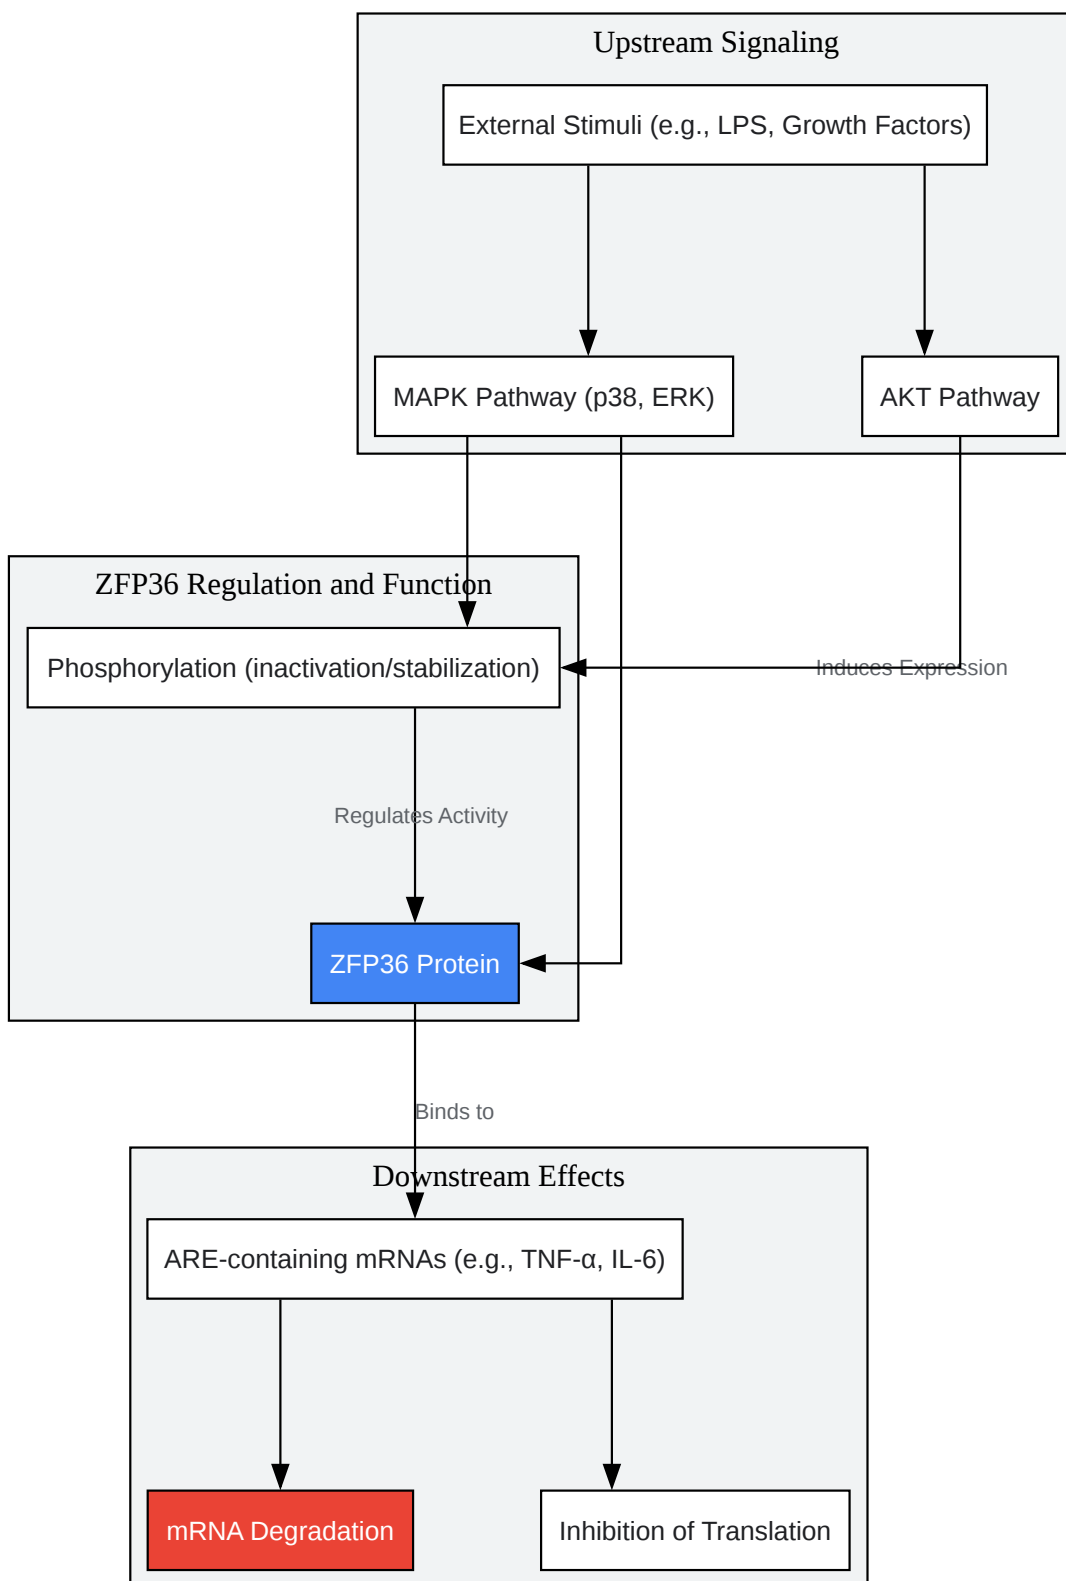 Upstream Signaling
External Stimuli (e.g., LPS, Growth Factors)
MAPK Pathway (p38, ERK)
AKT Pathway
ZFP36 Regulation and Function
Phosphorylation (inactivation/stabilization)
Induces Expression
Regulates Activity
ZFP36 Protein
Binds to
Downstream Effects
ARE-containing mRNAs (e.g., TNF-α, IL-6)
mRNA Degradation
Inhibition of Translation